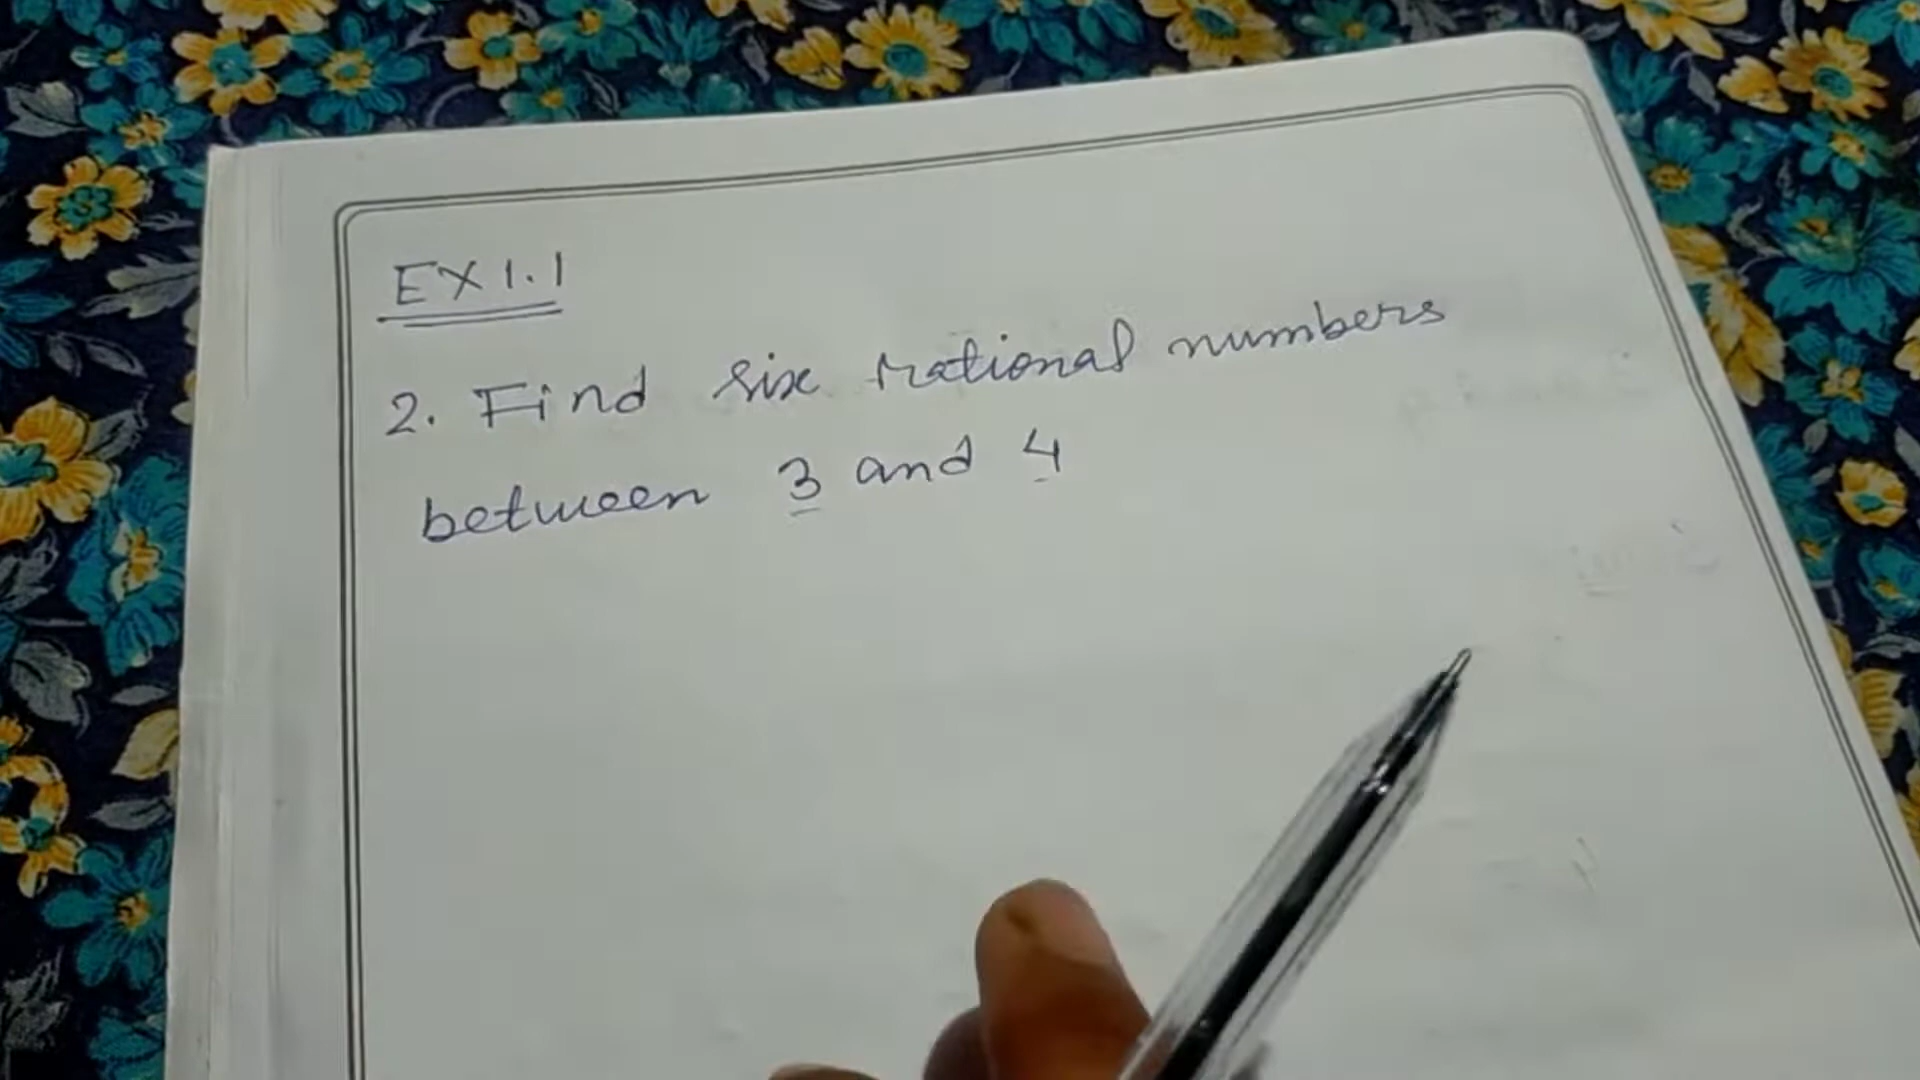 EX 1.1
2. Find six rational numbers
between 3 and 4